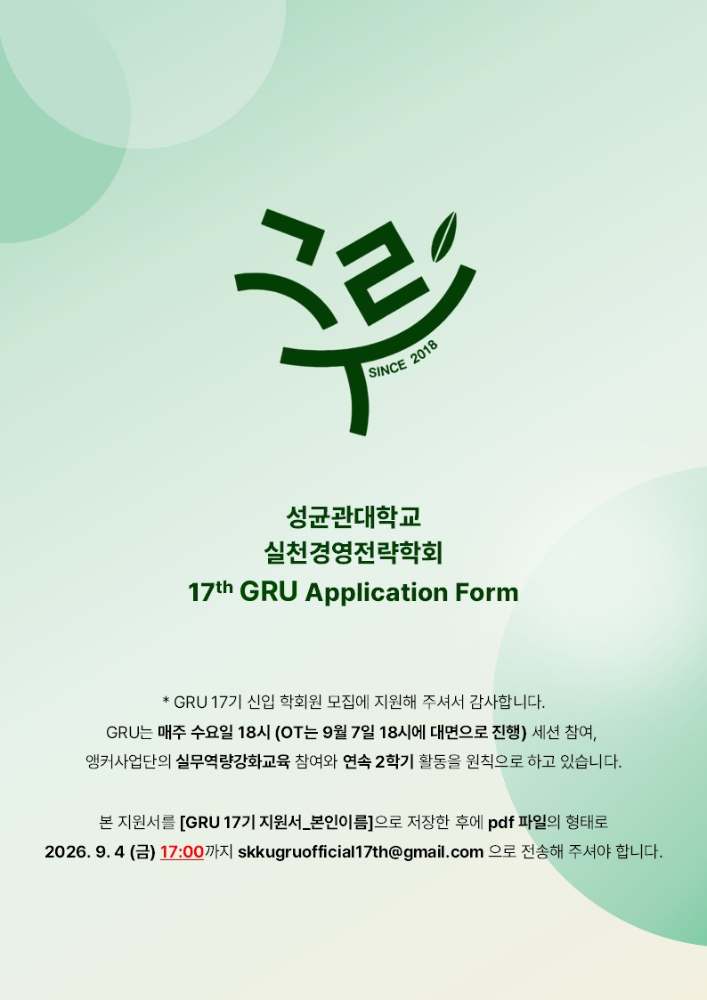 그루
SINCE 2018
성균관대학교
실천경영전략학회
17th GRU Application Form
* GRU 17기 신입 학회원 모집에 지원해 주셔서 감사합니다.
GRU는 매주 수요일 18시 (OT는 9월 7일 18시에 대면으로 진행) 세션 참여,
앵커사업단의 실무역량강화교육 참여와 연속 2학기 활동을 원칙으로 하고 있습니다.
본 지원서를 [GRU 17기 지원서_본인이름]으로 저장한 후에 pdf 파일의 형태로
2026. 9. 4 (금) 17:00까지 skkugruofficial17th@gmail.com 으로 전송해 주셔야 합니다.